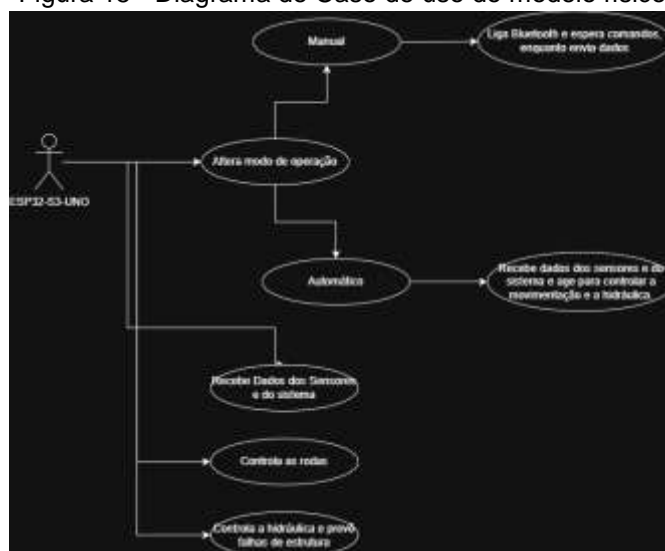 Figura 18 - Diagrama de Caso de uso do modelo físico
Manual
Liga Bluetooth e espera comandos,
enquanto envia dados
Altera modo de operação
ESP32-S3-UNO
Automático
Recebe dados dos sensores e do
sistema e age para controlar a
movimentação e a hidráulica
Recebe Dados dos Sensores
e do sistema
Controla as rodas
Controla a hidráulica e provê
falhas de estrutura